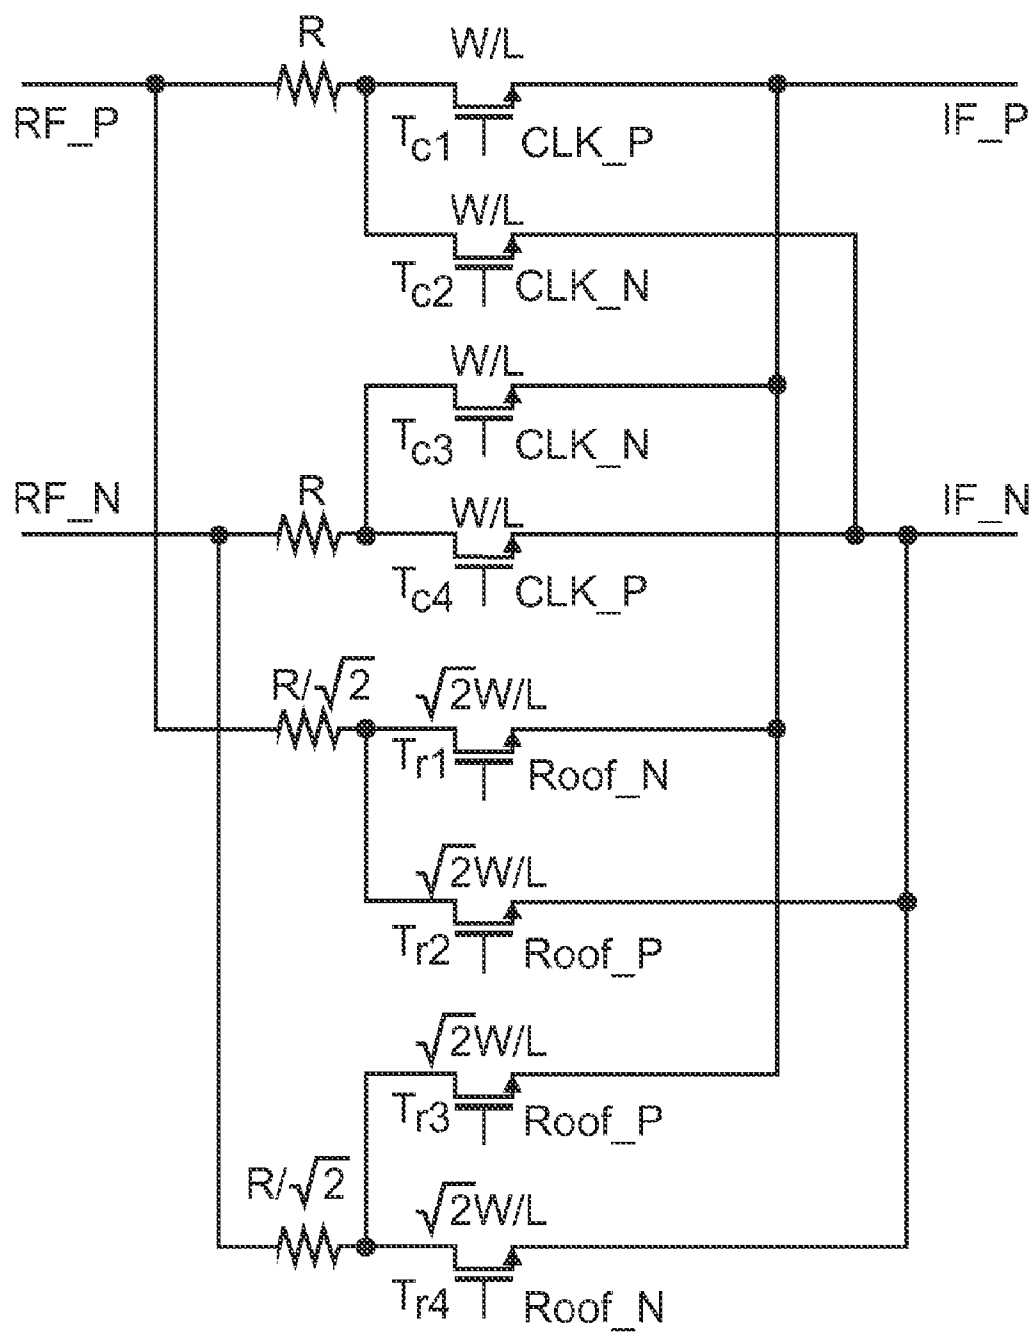 R
W/L
RF_P
Tc1
CLK_P
IF_P
W/L
Tc2
CLK_N
W/L
Tc3
CLK_N
RF_N
R
W/L
IF_N
Tc4
CLK_P
R/√2
√2W/L
Tr1
Roof_N
√2W/L
Tr2
Roof_P
√2W/L
Tr3
Roof_P
R/√2
√2W/L
Tr4
Roof_N